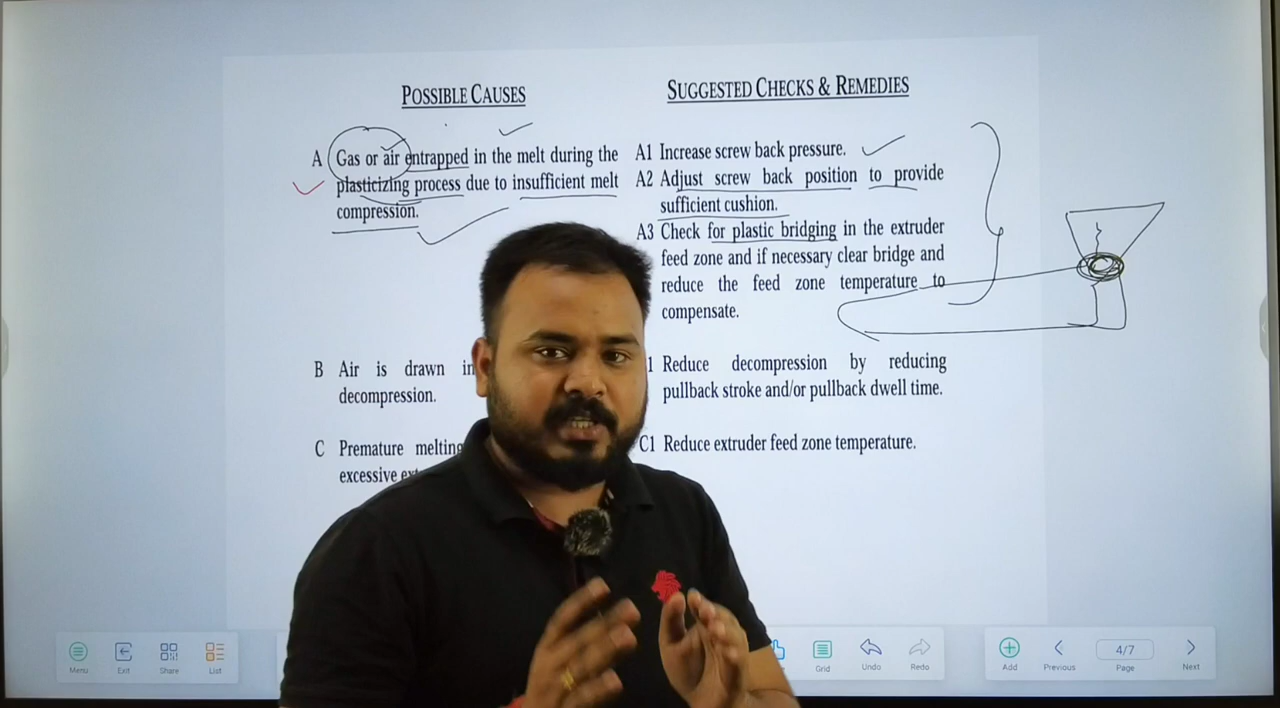 POSSIBLE CAUSES
SUGGESTED CHECKS & REMEDIES
A Gas or air entrapped in the melt during the
plasticizing process due to insufficient melt
compression.
A1 Increase screw back pressure.
A2 Adjust screw back position to provide
sufficient cushion.
A3 Check for plastic bridging in the extruder
feed zone and if necessary clear bridge and
reduce the feed zone temperature to
compensate.
B Air is drawn in
decompression.
1 Reduce decompression by reducing
pullback stroke and/or pullback dwell time.
C Premature melting
excessive
C1 Reduce extruder feed zone temperature.
Menu
Exit
Share
List
Grid
Undo
Redo
Add
Previous
4/7
Page
Next